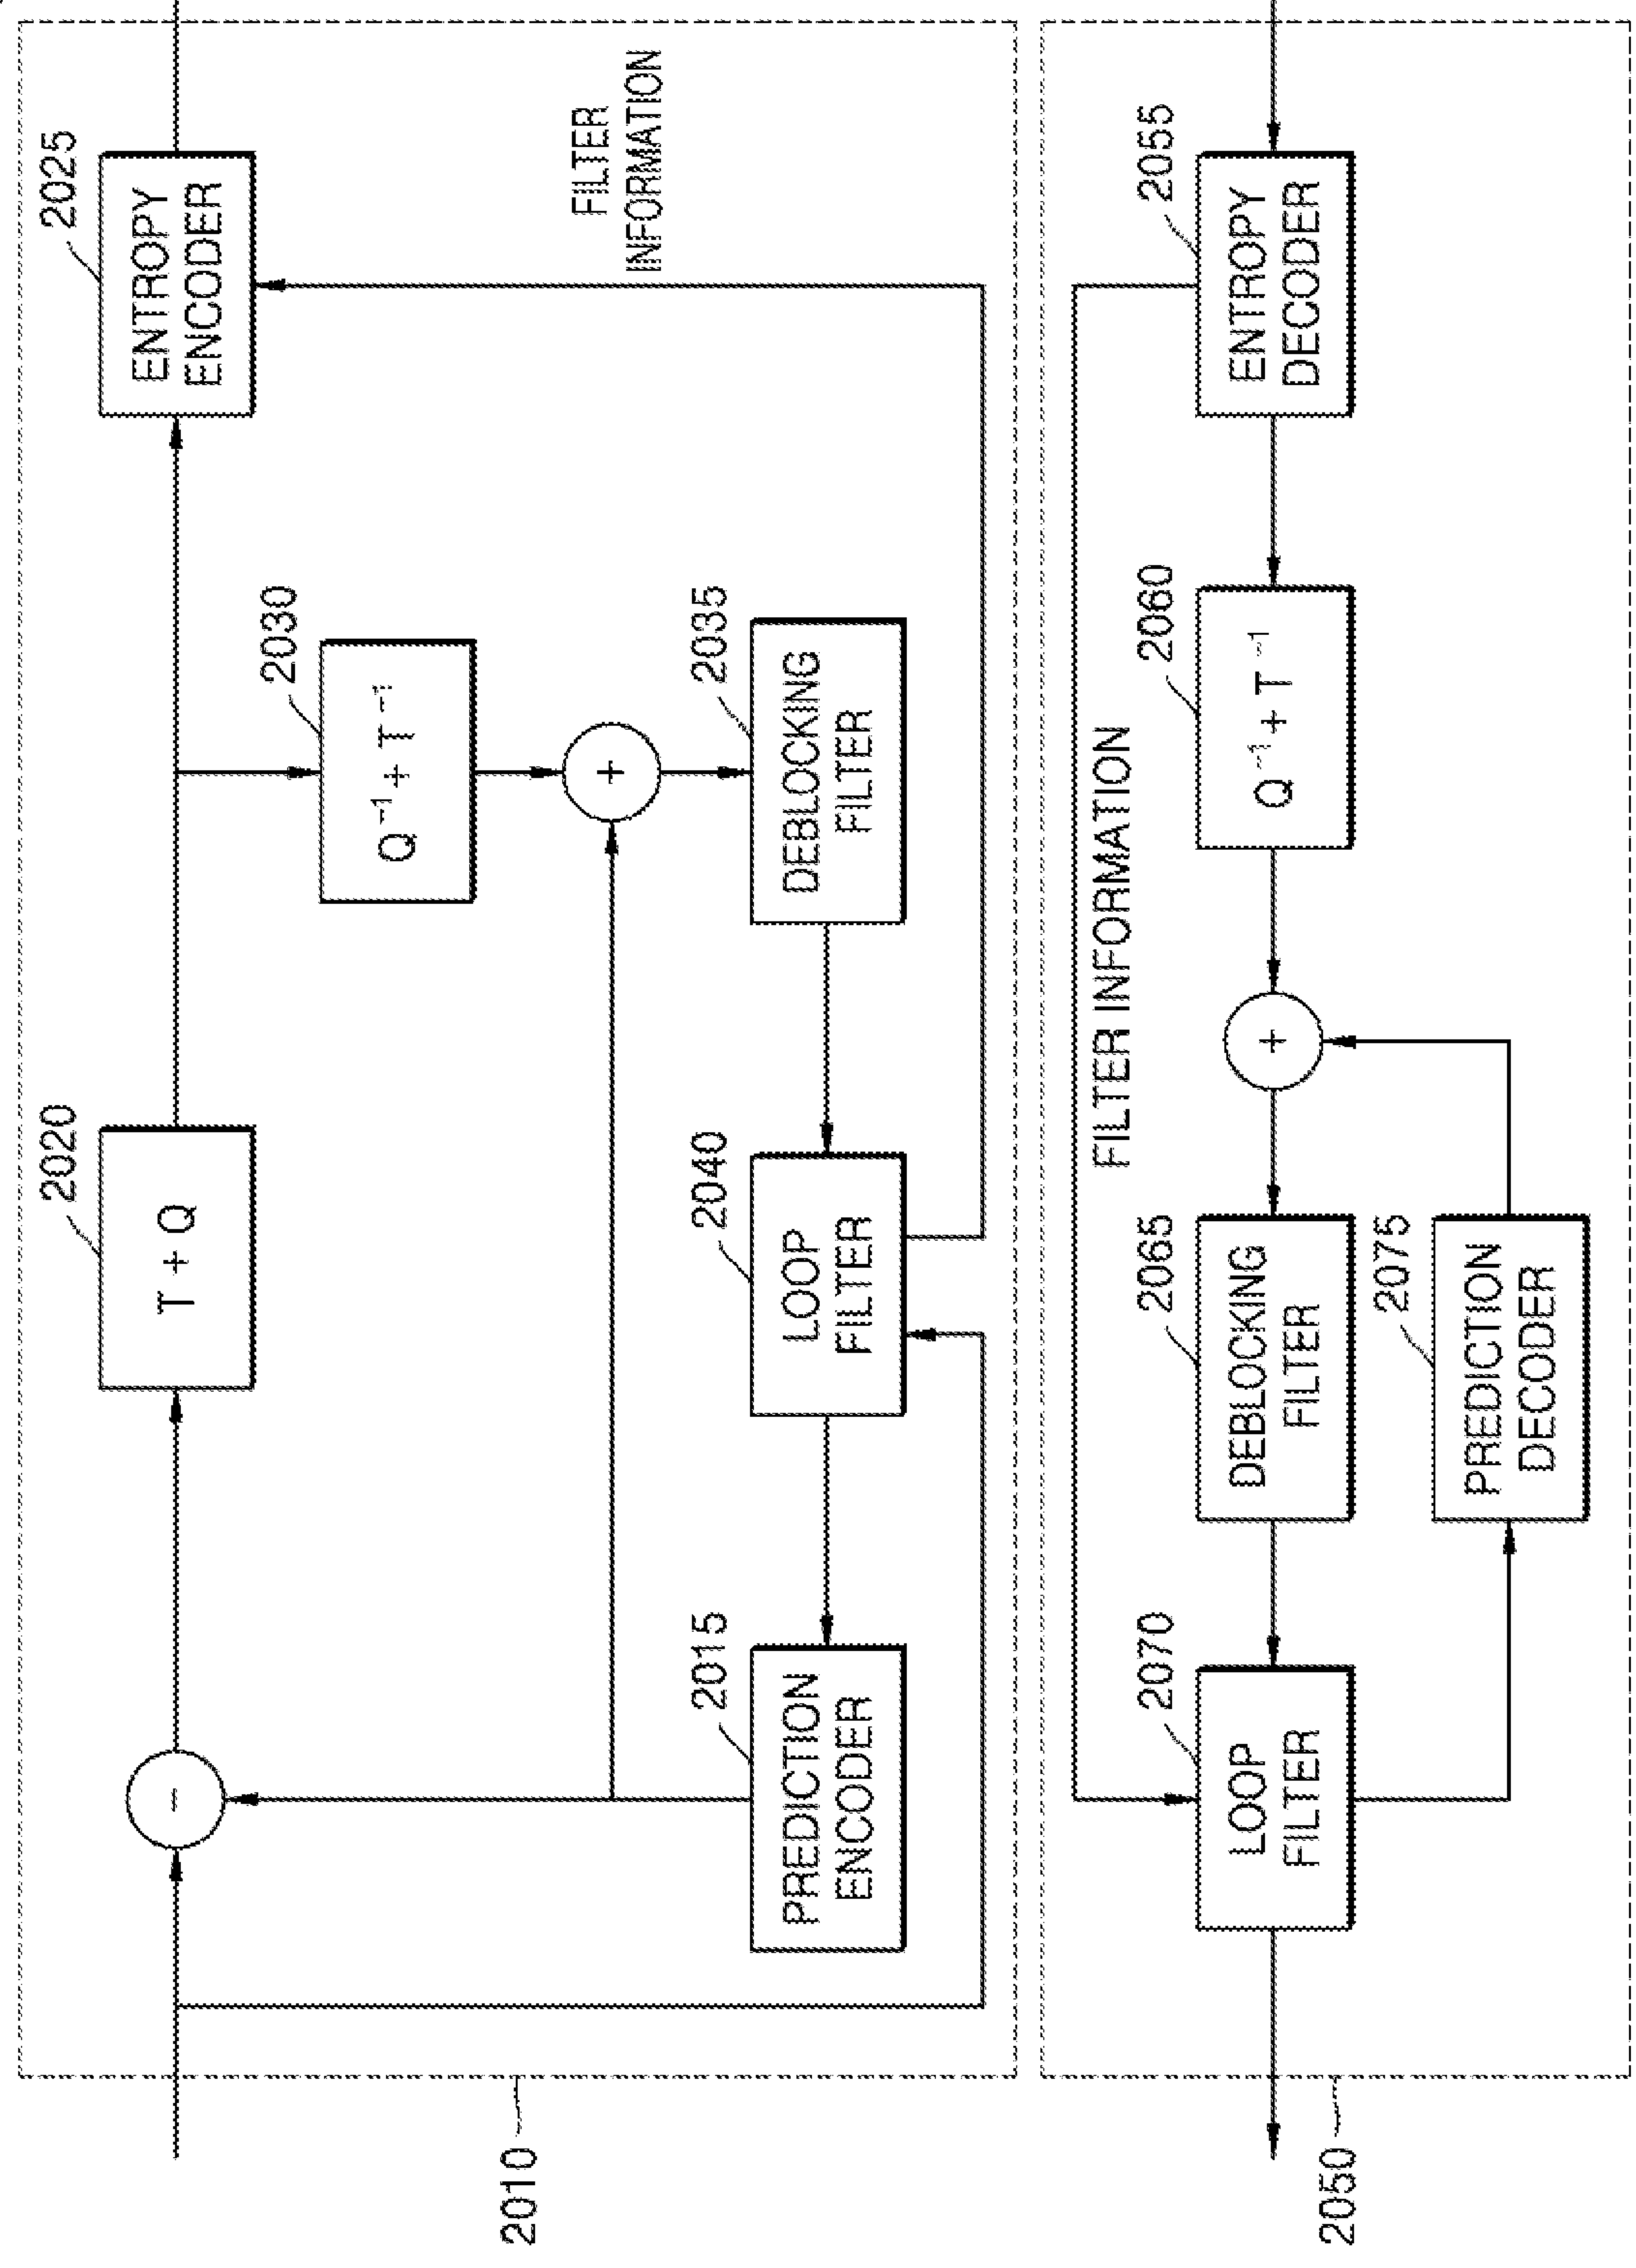 2010
2020
T + Q
2025
ENTROPY
ENCODER
-
2030
Q⁻¹ + T⁻¹
+
FILTER
INFORMATION
2015
PREDICTION
ENCODER
2040
LOOP
FILTER
2035
DEBLOCKING
FILTER
2050
FILTER INFORMATION
2070
LOOP
FILTER
2065
DEBLOCKING
FILTER
+
2060
Q⁻¹ + T⁻¹
2055
ENTROPY
DECODER
2075
PREDICTION
DECODER